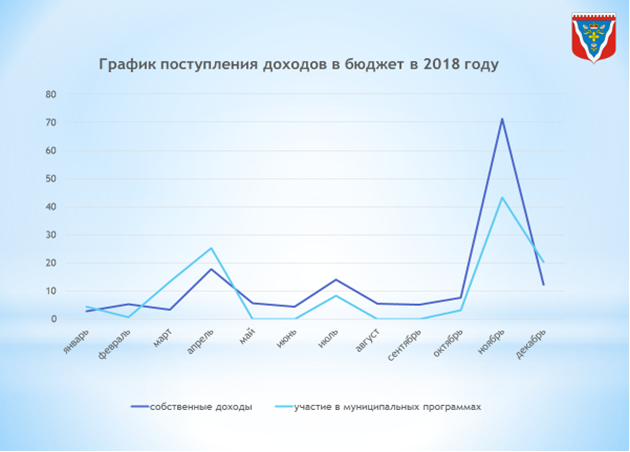 График поступления доходов в бюджет в 2018 году
80
70
60
50
40
30
20
10
0
январь
февраль
март
апрель
май
июнь
июль
август
сентябрь
октябрь
ноябрь
декабрь
собственные доходы
участие в муниципальных программах